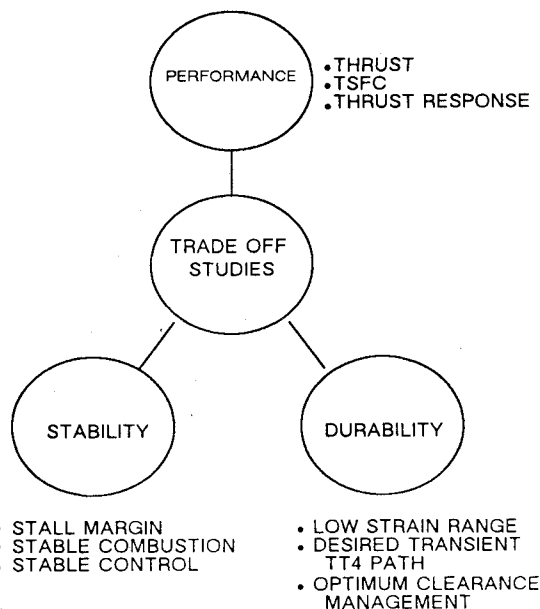 PERFORMANCE
• THRUST
• TSFC
• THRUST RESPONSE
TRADE OFF
STUDIES
STABILITY
DURABILITY
STALL MARGIN
STABLE COMBUSTION
STABLE CONTROL
• LOW STRAIN RANGE
• DESIRED TRANSIENT
TT4 PATH
• OPTIMUM CLEARANCE
MANAGEMENT